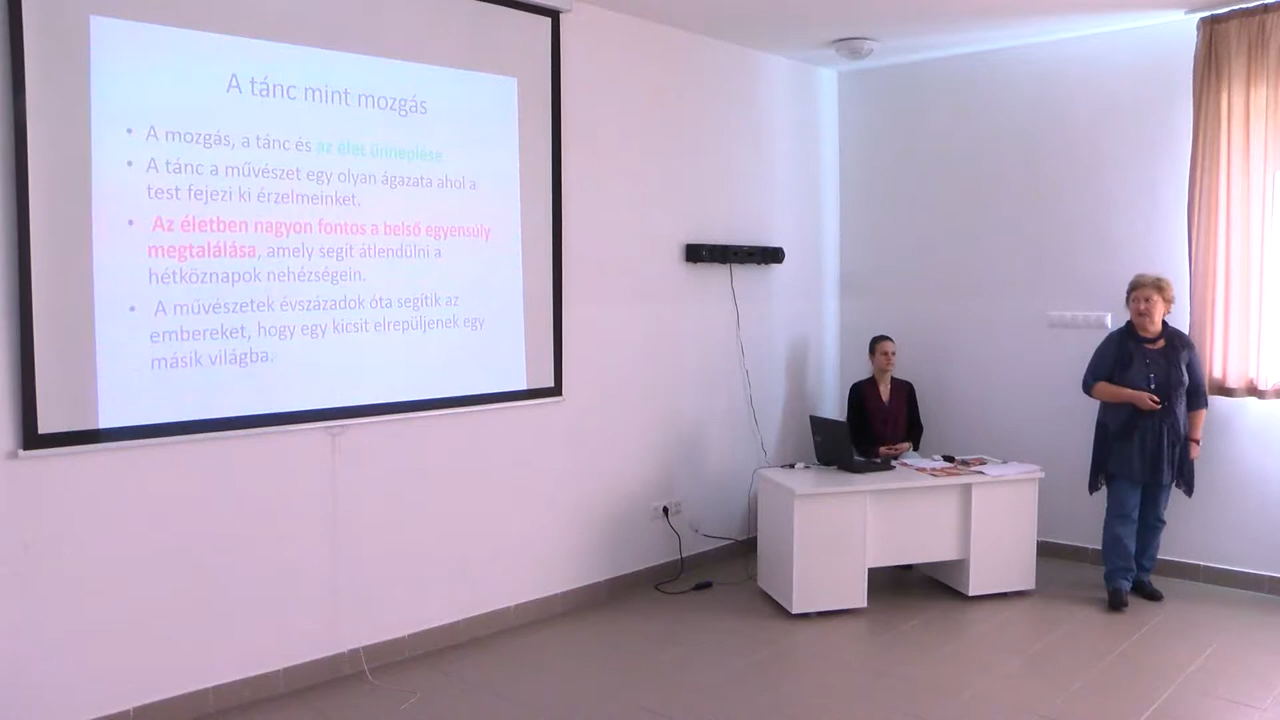 A tánc mint mozgás
• A mozgás, a tánc és az élet ünneplése.
• A tánc a művészet egy olyan ágazata ahol a
test fejezi ki érzelmeinket.
• Az életben nagyon fontos a belső egyensúly
megtalálása, amely segít átlendülni a
hétköznapok nehézségein.
• A művészetek évszázadok óta segítik az
embereket, hogy egy kicsit elrepüljenek egy
másik világba.